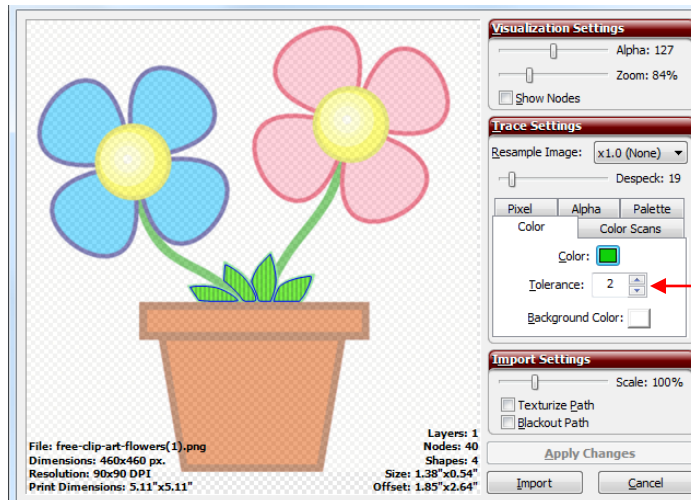 Visualization Settings
Alpha: 127
Zoom: 84%
Show Nodes
Trace Settings
Resample Image: x1.0 (None)
Despeck: 19
Pixel Alpha Palette
Color Color Scans
Color:
Tolerance: 2
Background Color:
Import Settings
Scale: 100%
Texturize Path
Blackout Path
Apply Changes
Import Cancel
File: free-clip-art-flowers(1).png
Dimensions: 460x460 px.
Resolution: 90x90 DPI
Print Dimensions: 5.11"x5.11"
Layers: 1
Nodes: 40
Shapes: 4
Size: 1.38"x0.54"
Offset: 1.85"x2.64"